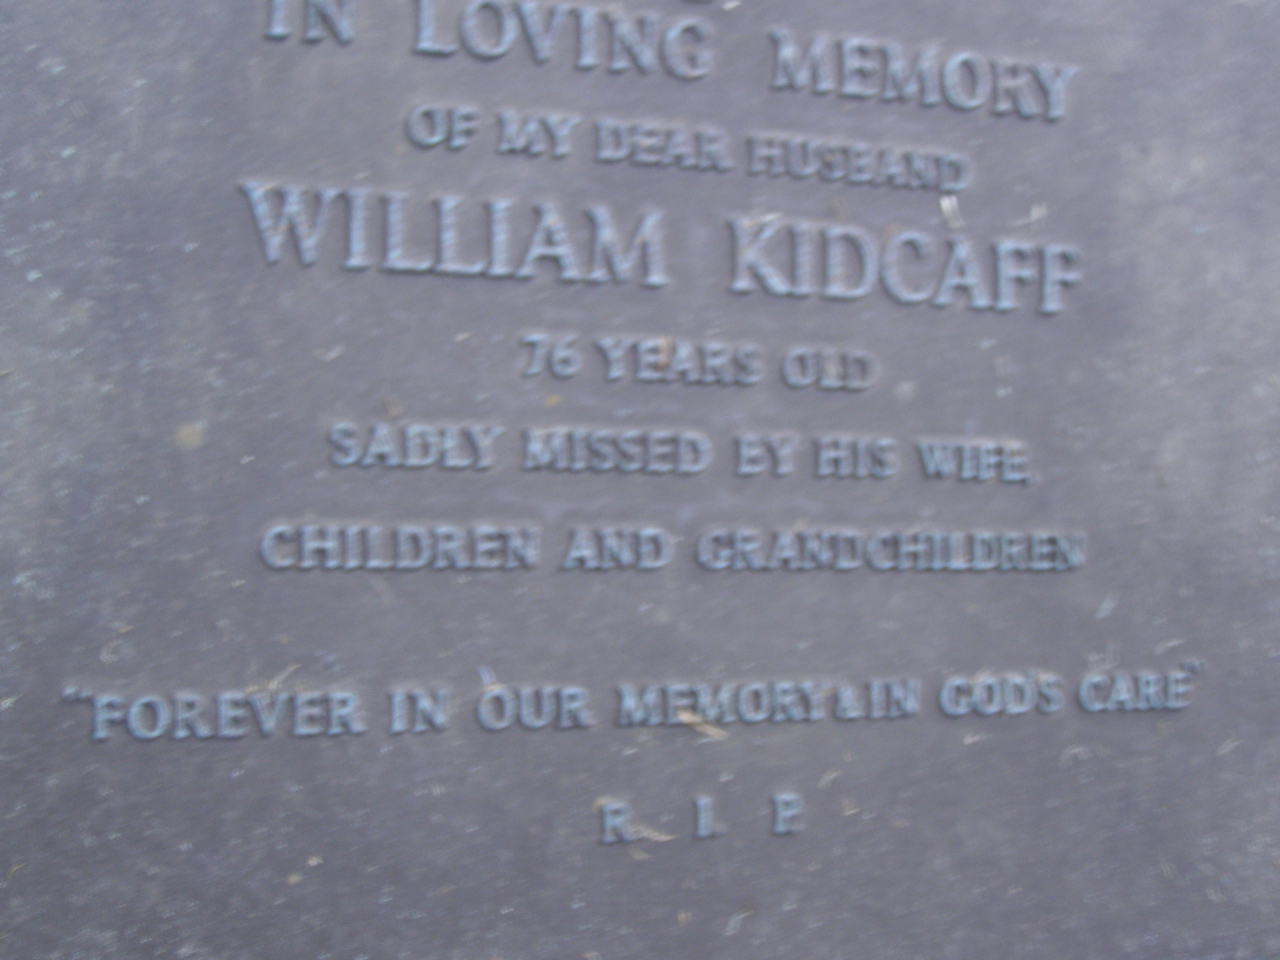 IN LOVING MEMORY
OF MY DEAR HUSBAND
WILLIAM KIDCAFF
76 YEARS OLD
SADLY MISSED BY HIS WIFE,
CHILDREN AND GRANDCHILDREN
"FOREVER IN OUR MEMORY & IN GOD'S CARE"
R. I. P